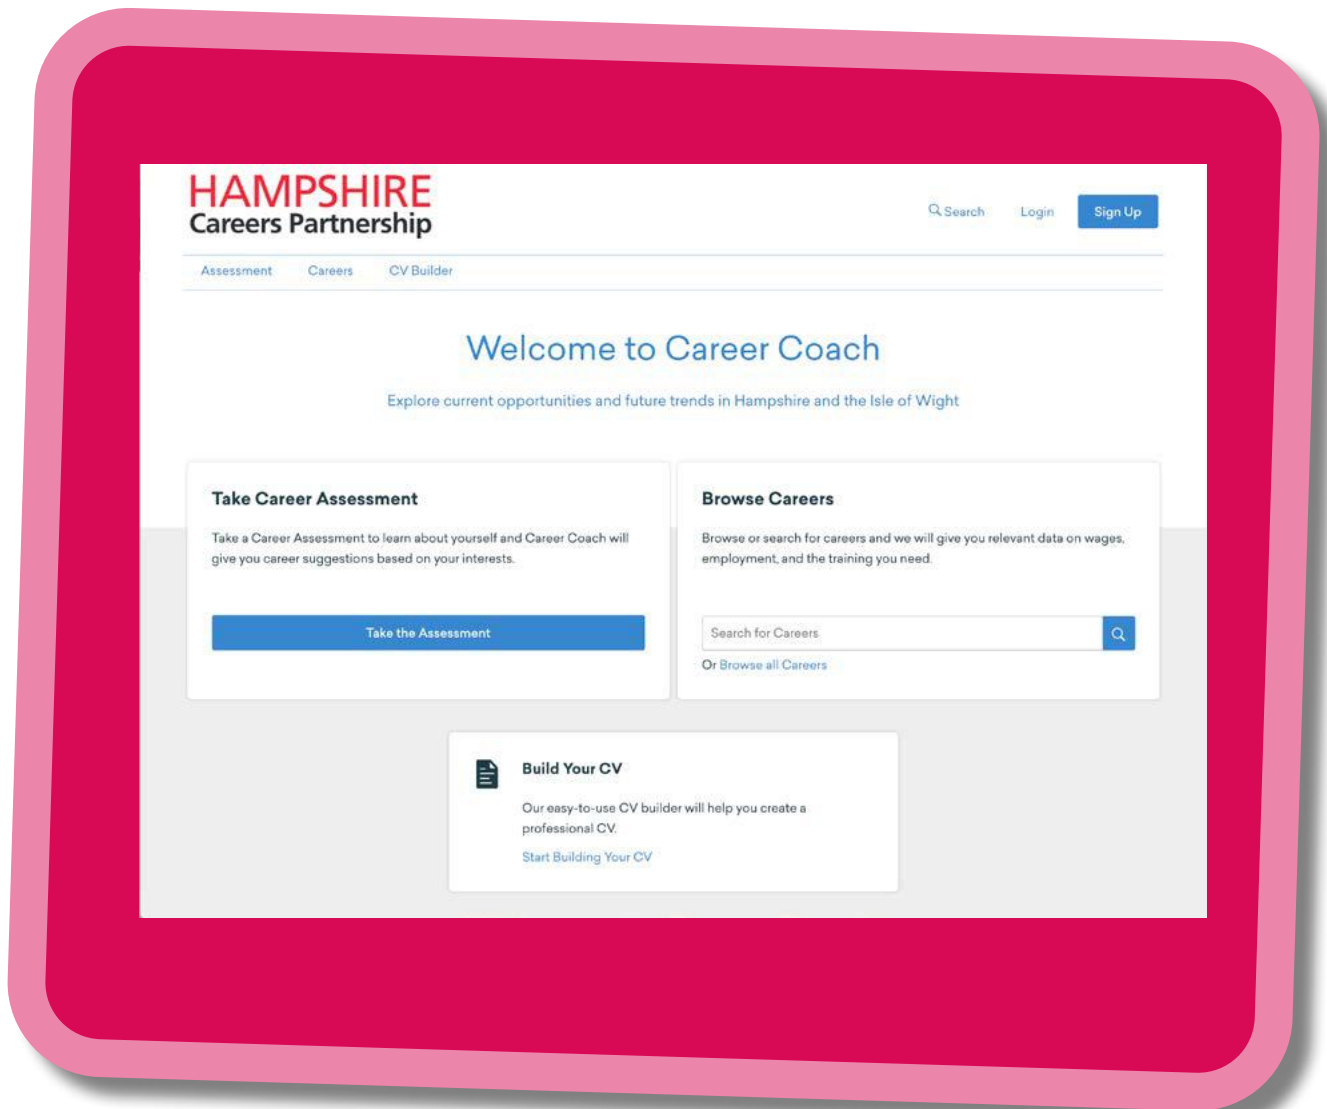 HAMPSHIRE
Careers Partnership
Search Login Sign Up
Assessment Careers CV Builder
Welcome to Career Coach
Explore current opportunities and future trends in Hampshire and the Isle of Wight
Take Career Assessment
Take a Career Assessment to learn about yourself and Career Coach will
give you career suggestions based on your interests.
Take the Assessment
Browse Careers
Browse or search for careers and we will give you relevant data on wages,
employment, and the training you need.
Search for Careers
Or Browse all Careers
Build Your CV
Our easy-to-use CV builder will help you create a
professional CV.
Start Building Your CV